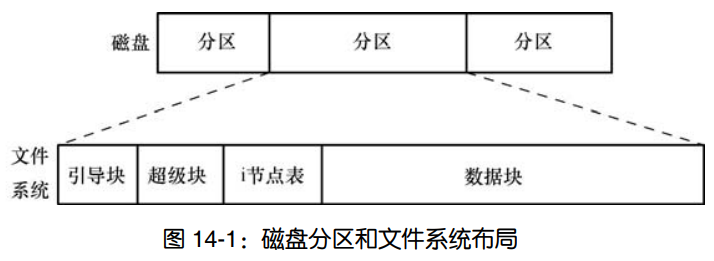 磁盘 分区 分区 分区
文件
系统
引导块 超级块 i节点表 数据块
图 14-1：磁盘分区和文件系统布局